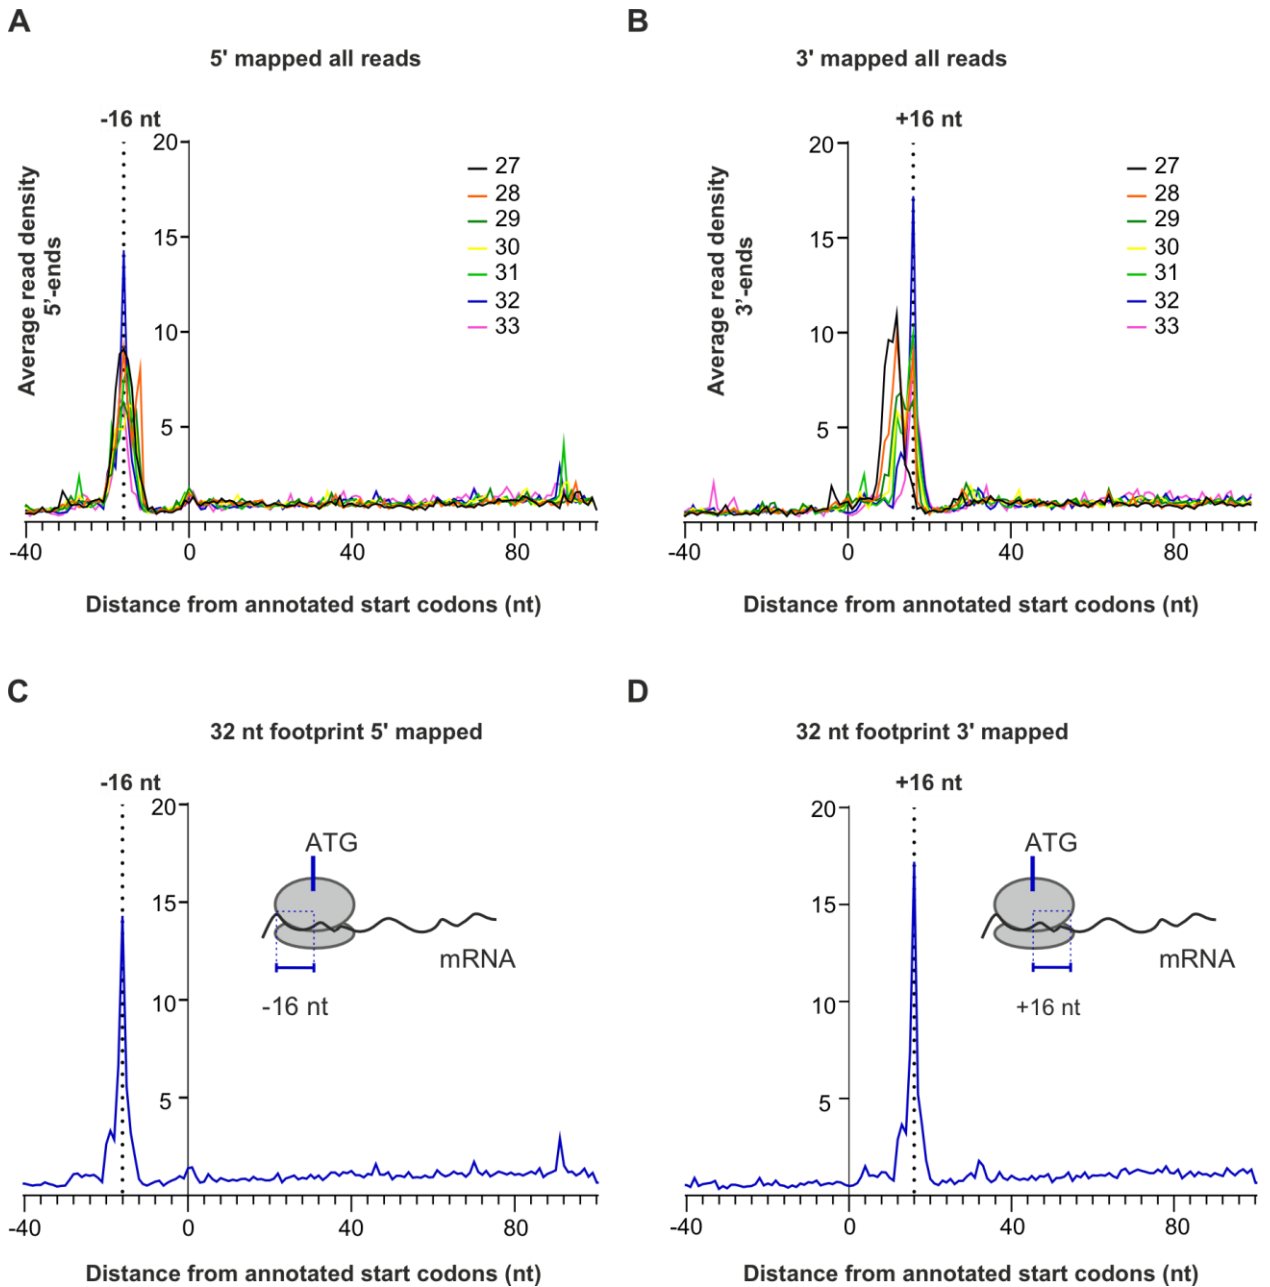 A
5' mapped all reads
-16 nt
Average read density
5'-ends
20
15
10
5
27
28
29
30
31
32
33
-40
0
40
80
Distance from annotated start codons (nt)
B
3' mapped all reads
+16 nt
Average read density
3'-ends
20
15
10
5
27
28
29
30
31
32
33
-40
0
40
80
Distance from annotated start codons (nt)
C
32 nt footprint 5' mapped
-16 nt
20
15
10
5
ATG
mRNA
-16 nt
-40
0
40
80
Distance from annotated start codons (nt)
D
32 nt footprint 3' mapped
+16 nt
20
15
10
5
ATG
mRNA
+16 nt
-40
0
40
80
Distance from annotated start codons (nt)